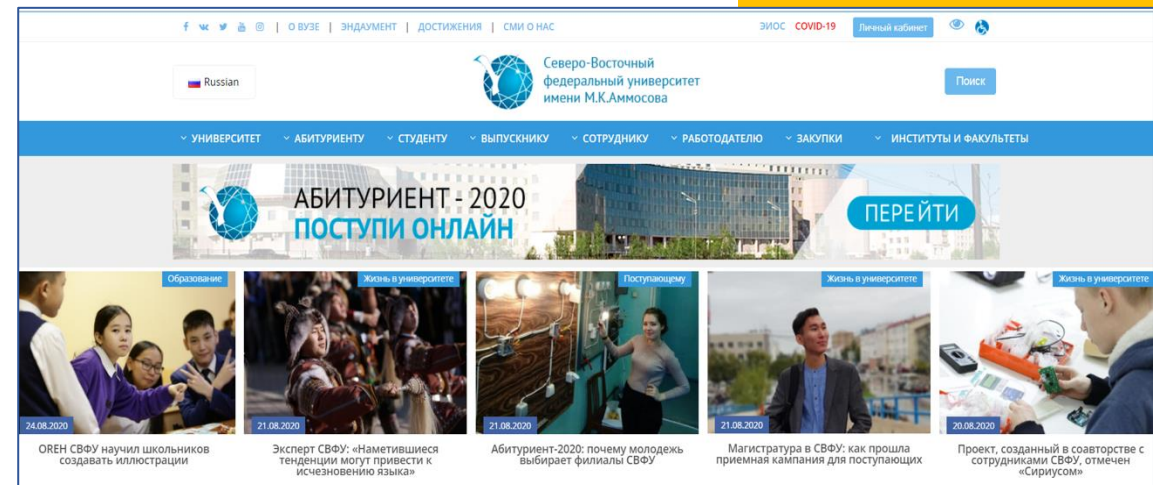 О ВУЗЕ | ЭНДАУМЕНТ | ДОСТИЖЕНИЯ | СМИ О НАС
ЭИОС COVID-19 Личный кабинет
Russian
Северо-Восточный
федеральный университет
имени М.К.Аммосова
Поиск
УНИВЕРСИТЕТ АБИТУРИЕНТУ СТУДЕНТУ ВЫПУСКНИКУ СОТРУДНИКУ РАБОТОДАТЕЛЮ ЗАКУПКИ ИНСТИТУТЫ И ФАКУЛЬТЕТЫ
АБИТУРИЕНТ - 2020
ПОСТУПИ ОНЛАЙН
ПЕРЕЙТИ
Образование
24.08.2020
OREH СВФУ научил школьников
создавать иллюстрации
Жизнь в университете
21.08.2020
Эксперт СВФУ: «Наметившиеся
тенденции могут привести к
исчезновению языка»
Поступающему
21.08.2020
Абитуриент-2020: почему молодежь
выбирает филиалы СВФУ
Жизнь в университете
21.08.2020
Магистратура в СВФУ: как прошла
приемная кампания для поступающих
Жизнь в университете
20.08.2020
Проект, созданный в соавторстве с
сотрудниками СВФУ, отмечен
«Сириусом»